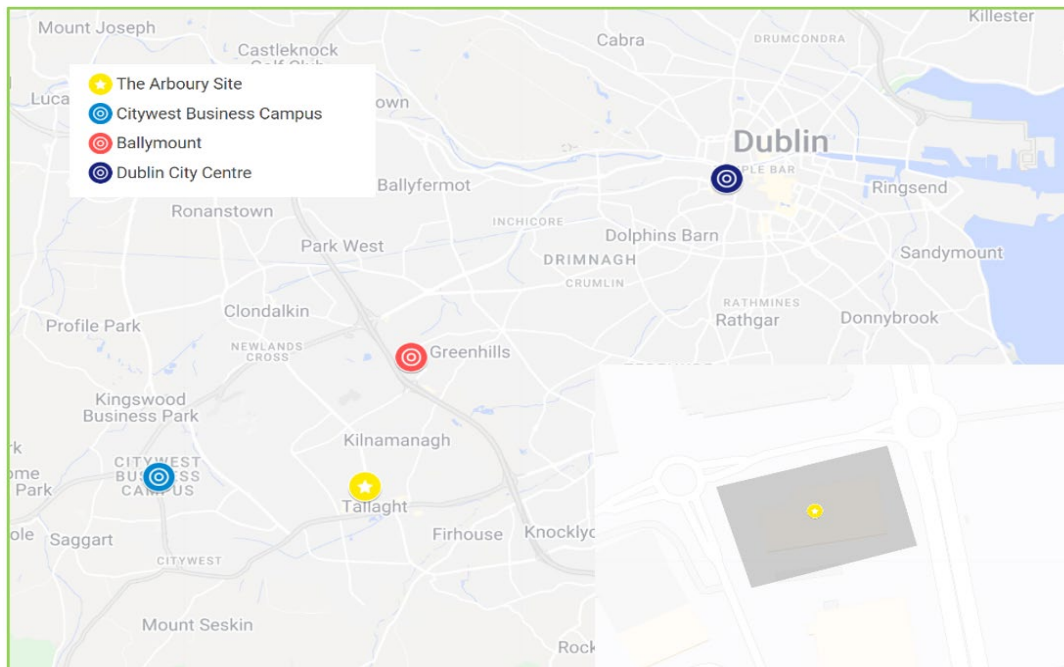 Mount Joseph
Castleknock
Golf Club
Cabra
DRUMCONDRA
Killester
The Arboury Site
Citywest Business Campus
Ballymount
Dublin City Centre
Dublin
Ballyfermot
Ringsend
Ronanstown
INCHICORE
Park West
Dolphins Barn
Sandymount
DRIMNAGH
CRUMLIN
Clondalkin
RATHMINES
Rathgar
Donnybrook
Profile Park
NEWLANDS
CROSS
Greenhills
Kingswood
Business Park
Kilnamanagh
CITYWEST
BUSINESS
CAMPUS
Park
Tallaght
Saggart
Firhouse
CITYWEST
Mount Seskin